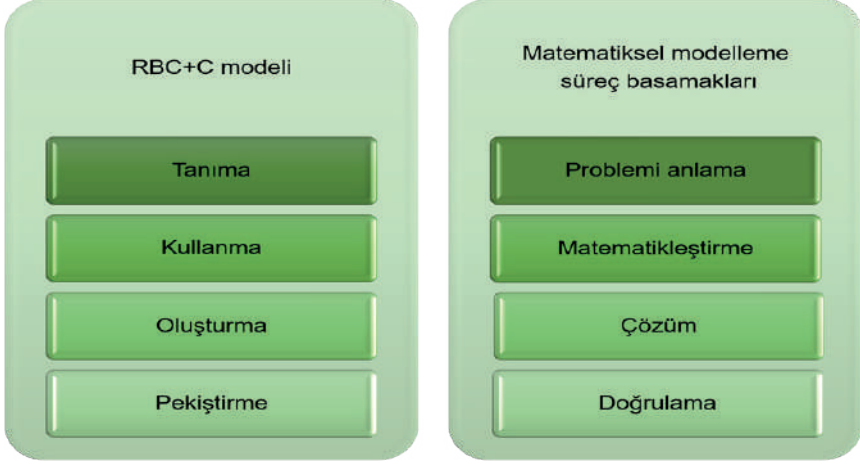 RBC+C modeli
Tanıma
Kullanma
Oluşturma
Pekiştirme
Matematiksel modelleme
süreç basamakları
Problemi anlama
Matematikleştirme
Çözüm
Doğrulama